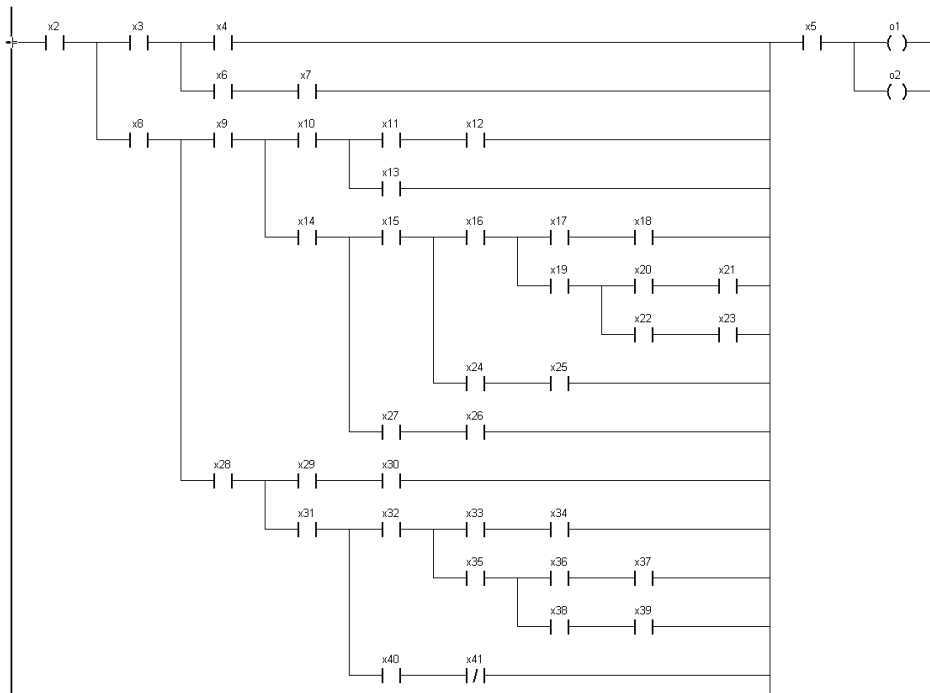 x2 x3 x4 x5 o1
x6 x7 o2
x8 x9 x10 x11 x12
x13
x14 x15 x16 x17 x18
x19 x20 x21
x22 x23
x24 x25
x27 x26
x28 x29 x30
x31 x32 x33 x34
x35 x36 x37
x38 x39
x40 x41